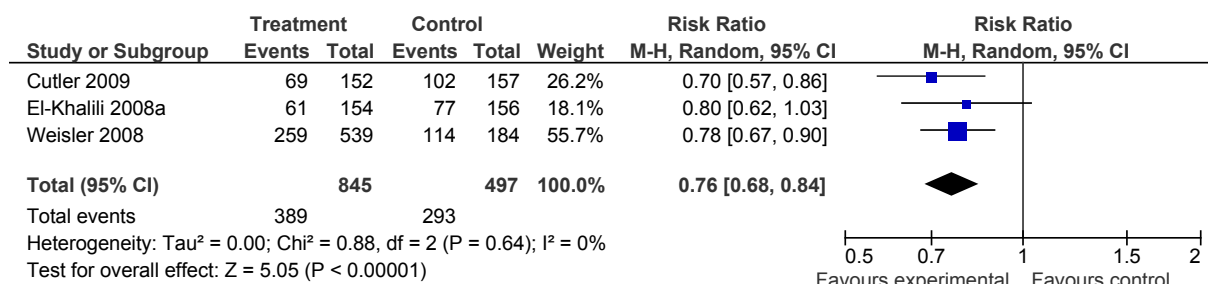 Treatment Control Risk Ratio Risk Ratio
Study or Subgroup Events Total Events Total Weight M-H, Random, 95% CI M-H, Random, 95% CI
Cutler 2009 69 152 102 157 26.2% 0.70 [0.57, 0.86]
El-Khalili 2008a 61 154 77 156 18.1% 0.80 [0.62, 1.03]
Weisler 2008 259 539 114 184 55.7% 0.78 [0.67, 0.90]
Total (95% CI) 845 497 100.0% 0.76 [0.68, 0.84]
Total events 389 293
Heterogeneity: Tau² = 0.00; Chi² = 0.88, df = 2 (P = 0.64); I² = 0%
Test for overall effect: Z = 5.05 (P < 0.00001)
0.5 0.7 1 1.5 2
Favours experimental Favours control